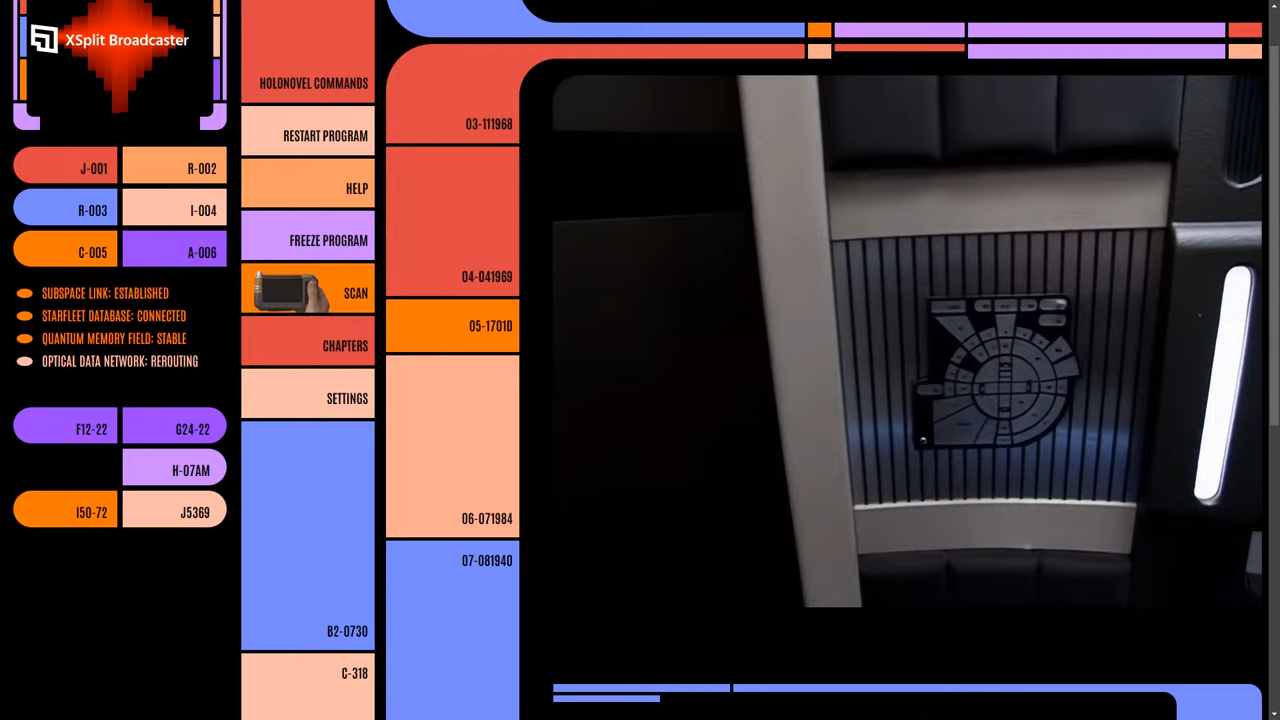 XSplit Broadcaster
J-001
R-002
R-003
I-004
C-005
A-006
SUBSPACE LINK: ESTABLISHED
STARFLEET DATABASE: CONNECTED
QUANTUM MEMORY FIELD: STABLE
OPTICAL DATA NETWORK: REROUTING
F12-22
G24-22
H-07AM
I50-72
J5369
HOLONOVEL COMMANDS
RESTART PROGRAM
HELP
FREEZE PROGRAM
SCAN
CHAPTERS
SETTINGS
B2-0730
C-318
03-111968
04-041969
05-1701D
06-071984
07-081940